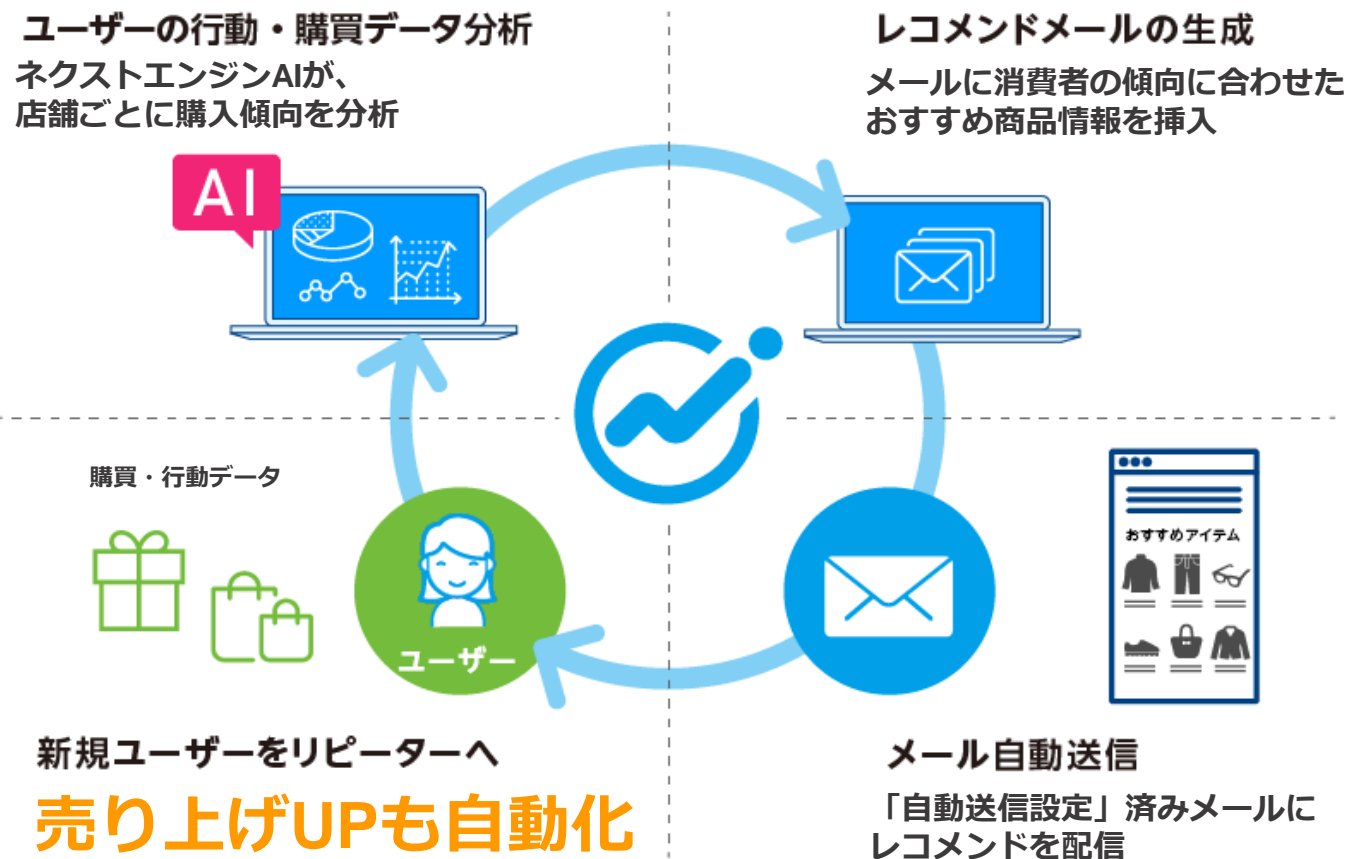 ユーザーの行動・購買データ分析
ネクストエンジンAIが、
店舗ごとに購入傾向を分析
AI
レコメンドメールの生成
メールに消費者の傾向に合わせた
おすすめ商品情報を挿入
購買・行動データ
ユーザー
おすすめアイテム
新規ユーザーをリピーターへ
売り上げUPも自動化
メール自動送信
「自動送信設定」済みメールに
レコメンドを配信